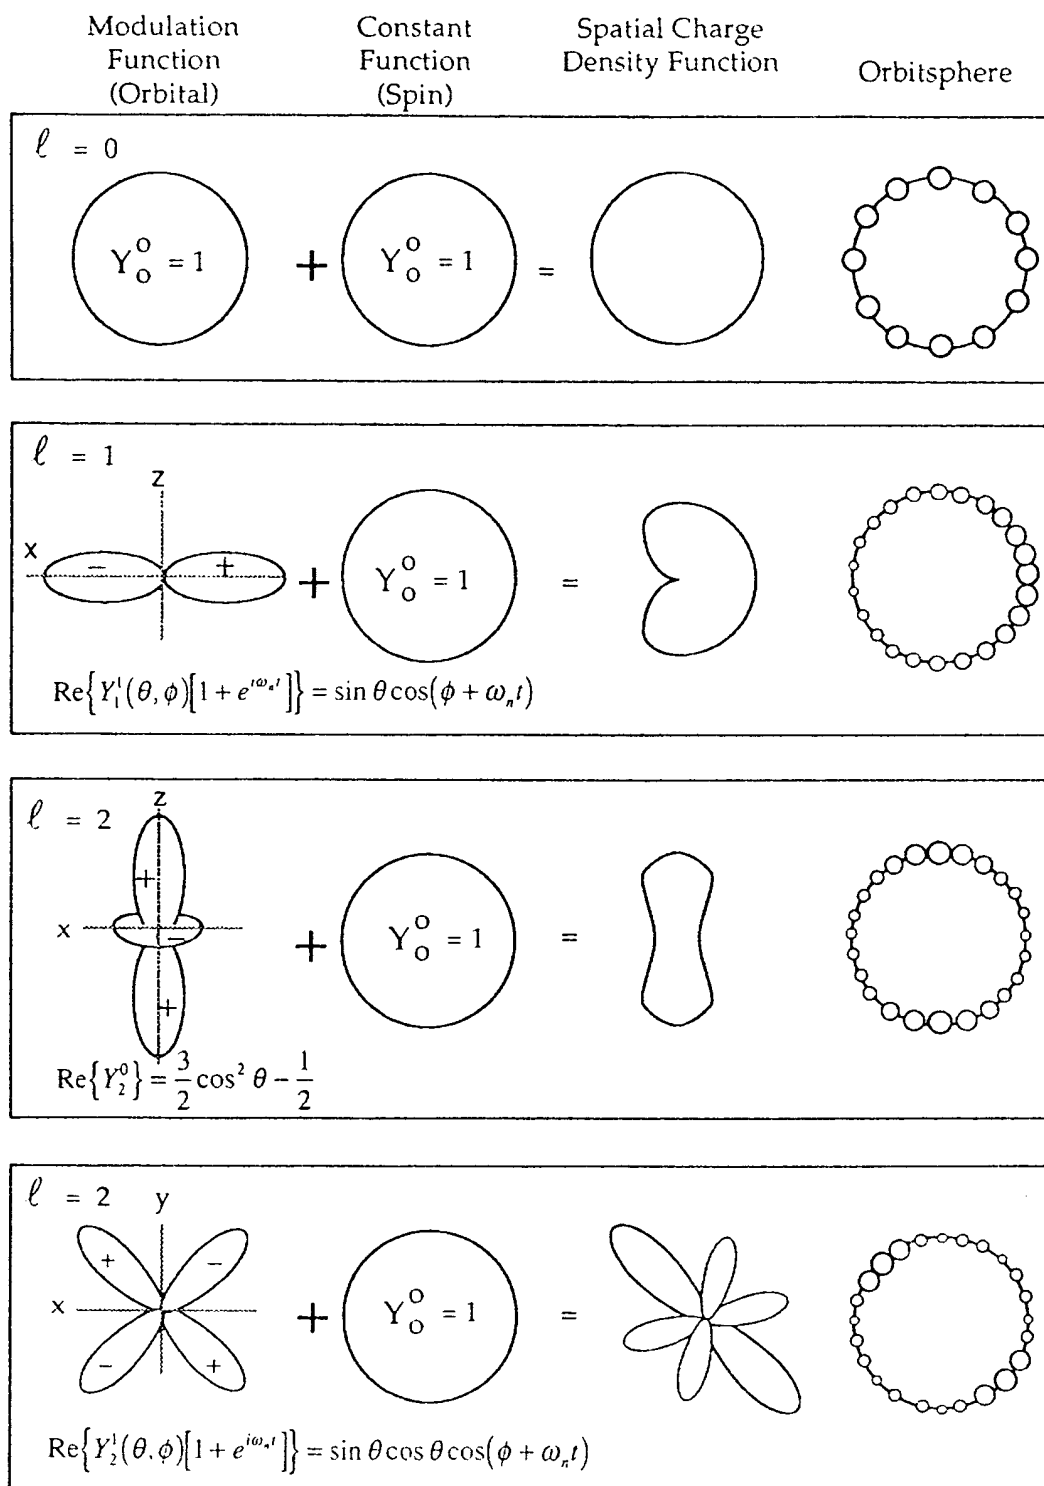 Modulation Function (Orbital)
Constant Function (Spin)
Spatial Charge Density Function
Orbitsphere
ℓ = 0
Y₀⁰ = 1
+
Y₀⁰ = 1
=
ℓ = 1
z
x
−
+
+
Y₀⁰ = 1
=
Re{Y₁¹(θ,ϕ)[1 + e^{iωₙt}]} = sin θ cos(ϕ + ωₙt)
ℓ = 2
z
+
x
−
+
+
Y₀⁰ = 1
=
Re{Y₂⁰} = 3/2 cos² θ − 1/2
ℓ = 2
y
+
−
x
−
+
+
Y₀⁰ = 1
=
Re{Y₂¹(θ,ϕ)[1 + e^{iωₙt}]} = sin θ cos θ cos(ϕ + ωₙt)